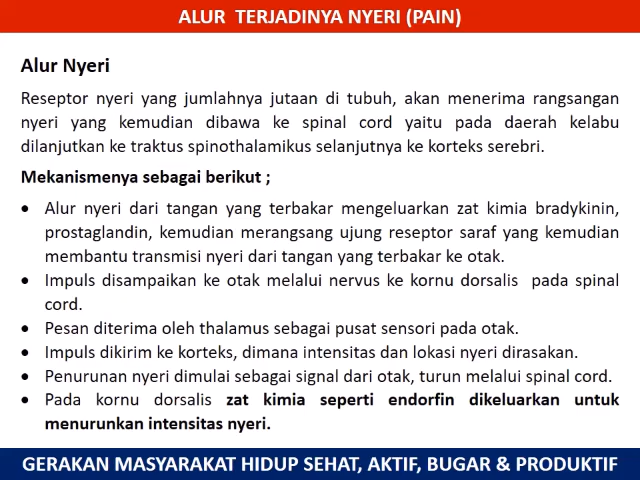 ALUR TERJADINYA NYERI (PAIN)
Alur Nyeri
Reseptor nyeri yang jumlahnya jutaan di tubuh, akan menerima rangsangan
nyeri yang kemudian dibawa ke spinal cord yaitu pada daerah kelabu
dilanjutkan ke traktus spinothalamikus selanjutnya ke korteks serebri.
Mekanismenya sebagai berikut ;
• Alur nyeri dari tangan yang terbakar mengeluarkan zat kimia bradykinin,
prostaglandin, kemudian merangsang ujung reseptor saraf yang kemudian
membantu transmisi nyeri dari tangan yang terbakar ke otak.
• Impuls disampaikan ke otak melalui nervus ke kornu dorsalis pada spinal
cord.
• Pesan diterima oleh thalamus sebagai pusat sensori pada otak.
• Impuls dikirim ke korteks, dimana intensitas dan lokasi nyeri dirasakan.
• Penurunan nyeri dimulai sebagai signal dari otak, turun melalui spinal cord.
• Pada kornu dorsalis zat kimia seperti endorfin dikeluarkan untuk
menurunkan intensitas nyeri.
GERAKAN MASYARAKAT HIDUP SEHAT, AKTIF, BUGAR & PRODUKTIF